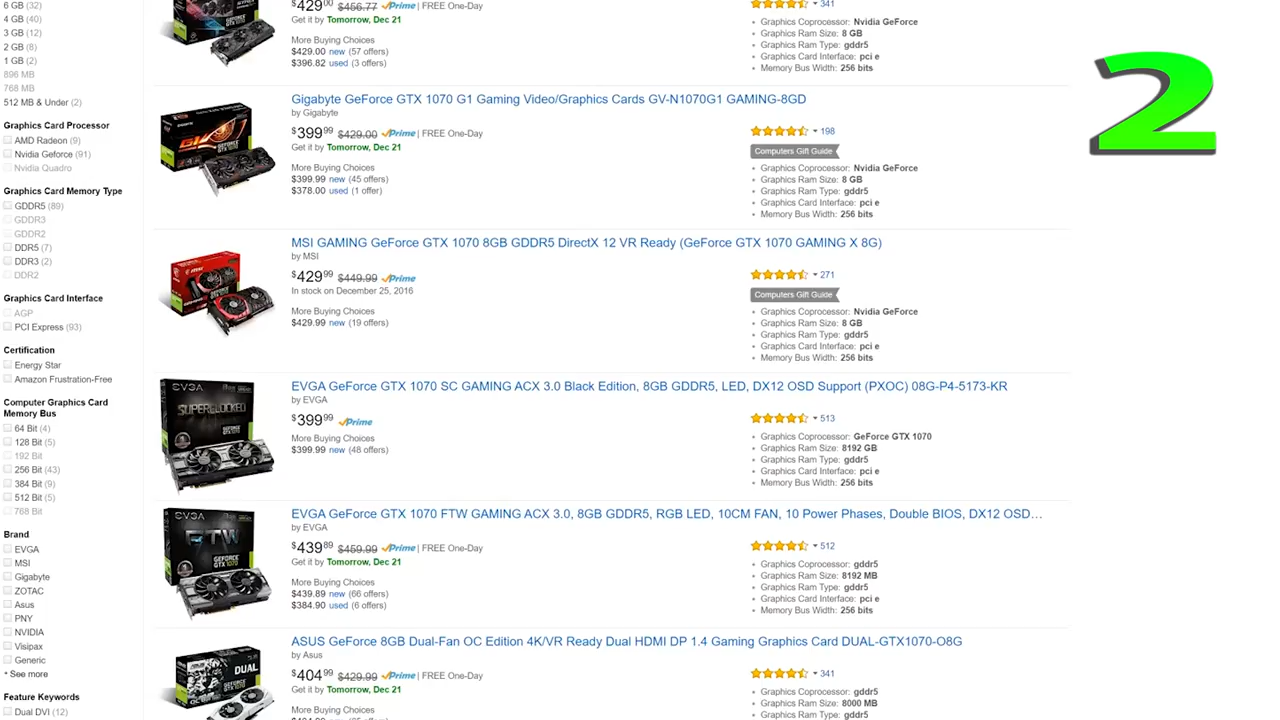 6 GB (32)
4 GB (40)
3 GB (12)
2 GB (8)
1 GB (2)
896 MB
768 MB
512 MB & Under (2)
Graphics Card Processor
AMD Radeon (9)
Nvidia Geforce (91)
Nvidia Quadro
Graphics Card Memory Type
GDDR5 (89)
GDDR3
GDDR2
DDR5 (7)
DDR3 (2)
DDR2
Graphics Card Interface
AGP
PCI Express (93)
Certification
Energy Star
Amazon Frustration-Free
Computer Graphics Card
Memory Bus
64 Bit (4)
128 Bit (5)
192 Bit
256 Bit (43)
384 Bit (9)
512 Bit (5)
768 Bit
Brand
EVGA
MSI
Gigabyte
ZOTAC
Asus
PNY
NVIDIA
Visipax
Generic
See more
Feature Keywords
Dual DVI (12)
$429 00 $456.77 Prime | FREE One-Day
Get it by Tomorrow, Dec 21
More Buying Choices
$429.00 new (57 offers)
$396.82 used (3 offers)
341
• Graphics Coprocessor: Nvidia GeForce
• Graphics Ram Size: 8 GB
• Graphics Ram Type: gddr5
• Graphics Card Interface: pci e
• Memory Bus Width: 256 bits
2
Gigabyte GeForce GTX 1070 G1 Gaming Video/Graphics Cards GV-N1070G1 GAMING-8GD
by Gigabyte
$399 99 $429.00 Prime | FREE One-Day
Get it by Tomorrow, Dec 21
More Buying Choices
$399.99 new (45 offers)
$378.00 used (1 offer)
198
Computers Gift Guide
• Graphics Coprocessor: Nvidia GeForce
• Graphics Ram Size: 8 GB
• Graphics Ram Type: gddr5
• Graphics Card Interface: pci e
• Memory Bus Width: 256 bits
MSI GAMING GeForce GTX 1070 8GB GDDR5 DirectX 12 VR Ready (GeForce GTX 1070 GAMING X 8G)
by MSI
$429 99 $449.99 Prime
In stock on December 25, 2016
More Buying Choices
$429.99 new (19 offers)
271
Computers Gift Guide
• Graphics Coprocessor: Nvidia GeForce
• Graphics Ram Size: 8 GB
• Graphics Ram Type: gddr5
• Graphics Card Interface: pci e
• Memory Bus Width: 256 bits
EVGA
SUPERCLOCKED
EVGA GeForce GTX 1070 SC GAMING ACX 3.0 Black Edition, 8GB GDDR5, LED, DX12 OSD Support (PXOC) 08G-P4-5173-KR
by EVGA
$399 99 Prime
More Buying Choices
$399.99 new (48 offers)
513
• Graphics Coprocessor: GeForce GTX 1070
• Graphics Ram Size: 8192 GB
• Graphics Ram Type: gddr5
• Graphics Card Interface: pci e
• Memory Bus Width: 256 bits
EVGA
FTW
GEFORCE
GTX 1070
EVGA GeForce GTX 1070 FTW GAMING ACX 3.0, 8GB GDDR5, RGB LED, 10CM FAN, 10 Power Phases, Double BIOS, DX12 OSD…
by EVGA
$439 89 $459.99 Prime | FREE One-Day
Get it by Tomorrow, Dec 21
More Buying Choices
$439.89 new (66 offers)
$384.90 used (6 offers)
512
• Graphics Coprocessor: gddr5
• Graphics Ram Size: 8192 MB
• Graphics Ram Type: gddr5
• Graphics Card Interface: pci e
• Memory Bus Width: 256 bits
DUAL
ASUS GeForce 8GB Dual-Fan OC Edition 4K/VR Ready Dual HDMI DP 1.4 Gaming Graphics Card DUAL-GTX1070-O8G
by Asus
$404 99 $429.99 Prime | FREE One-Day
Get it by Tomorrow, Dec 21
More Buying Choices
341
• Graphics Coprocessor: gddr5
• Graphics Ram Size: 8000 MB
• Graphics Ram Type: gddr5